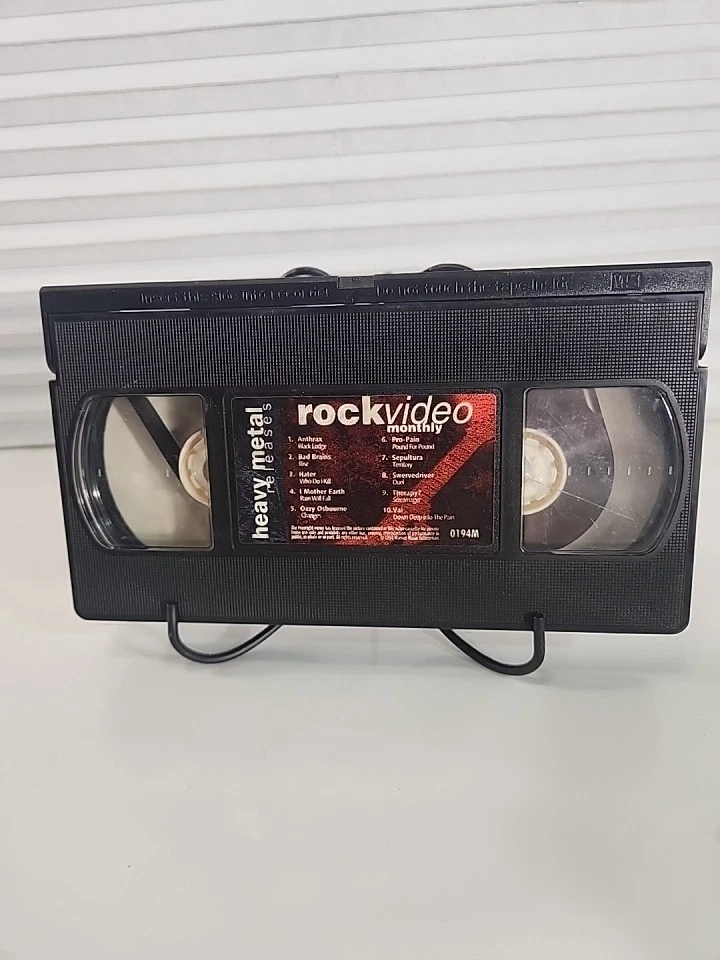 Insert this side into recorder
Do not touch the tape inside
VHS
heavy metal
releases
rockvideo
monthly
1. Anthrax
Black Lodge
2. Bad Brains
Rise
3. Hater
Who Do I Kill
4. I Mother Earth
Rain Will Fall
5. Ozzy Osbourne
Changes
6. Pro-Pain
Pound For Pound
7. Sepultura
Territory
8. Swervedriver
Duel
9. Therapy?
Screamager
10. Vai
Down Deep Into The Pain
0194M